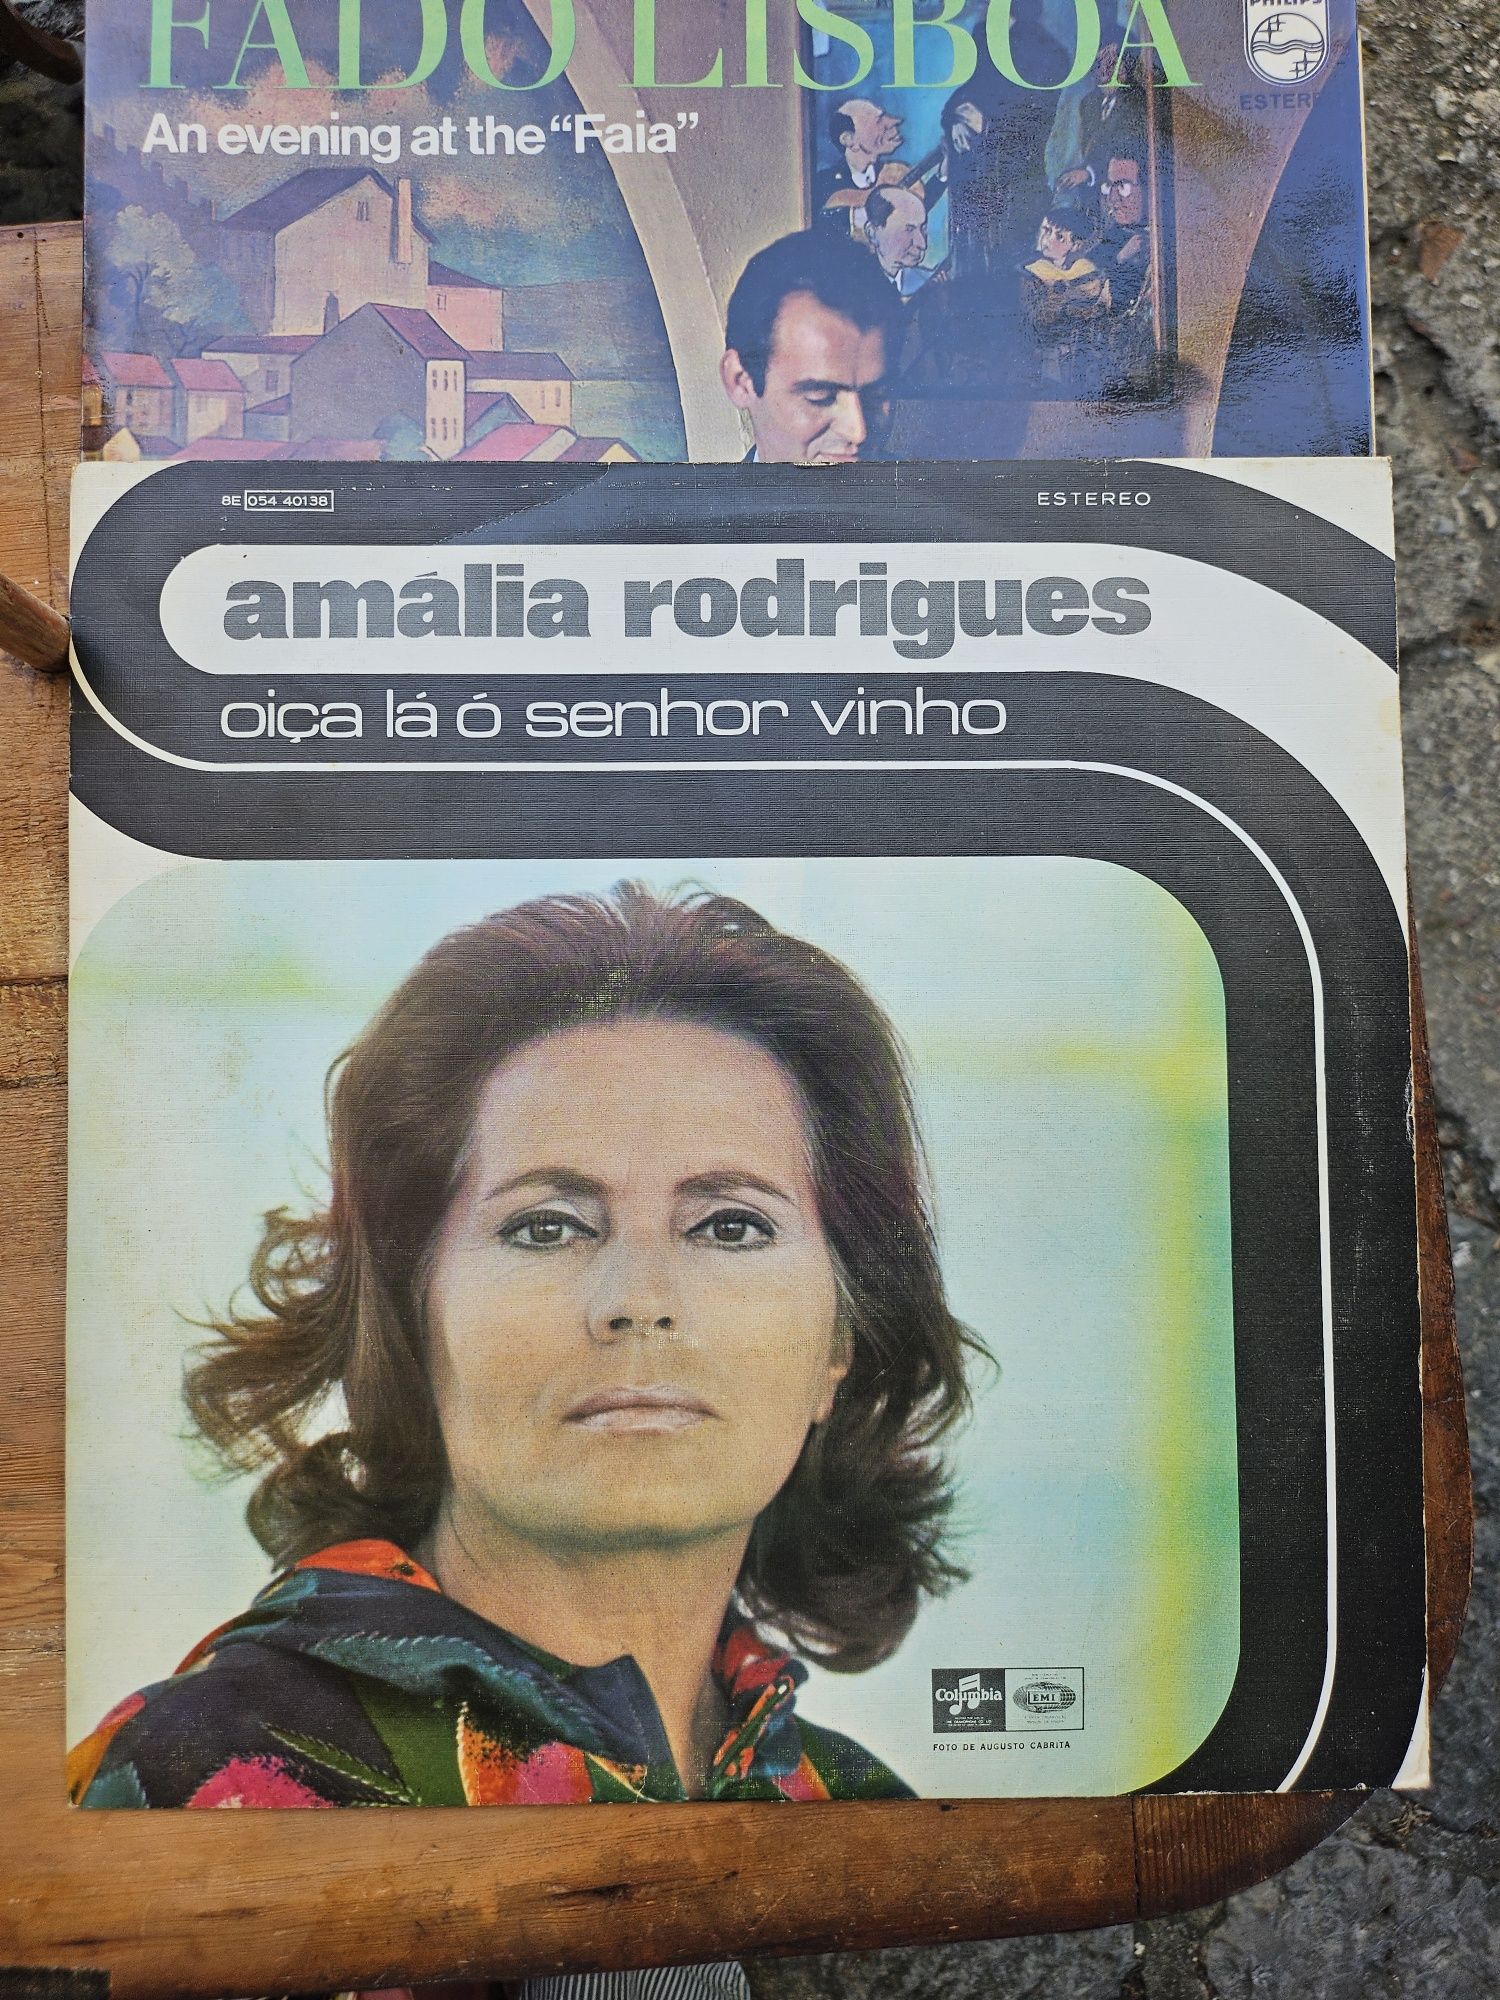 FADO LISBOA
PHILIPS
ESTER
An evening at the “Faia”
8E 054 40138
ESTEREO
amália rodrigues
oiça lá ó senhor vinho
Columbia
EMI
FOTO DE AUGUSTO CABRITA